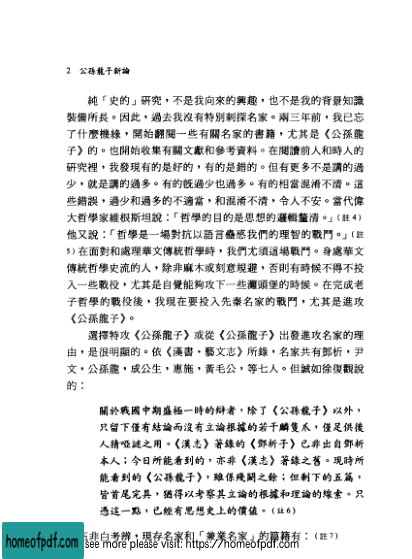 2 公孫龍子新論
純「史的」研究，不是我向來的興趣，也不是我的背景知識
裝備所長。因此，過去我沒有特別刺探名家。兩三年前，我已忘
了什麼機緣，開始翻閱一些有關名家的書籍，尤其是《公孫龍
子》的。也開始收集有關文獻和參考資料。在閱讀前人和時人的
研究裡，我發現有的是好的，有的是錯的。但有更多不是講的過
少，就是講的過多。有的旣過少也過多。有的相當混淆不清。這
些錯誤，過少和過多的不適當，和混淆不清，令人不安。當代偉
大哲學家維根斯坦說：「哲學的目的是思想的邏輯釐清。」(註4)
他又說：「哲學是一場對抗以語言蠱惑我們的理智的戰鬥。」(註
5) 在面對和處理華文傳統哲學時，我們尤須這場戰鬥。身處華文
傳統哲學史流的人，除非麻木或刻意規避，否則有時候不得不投
入一些戰役，尤其是自覺能夠攻下一些灘頭堡的時候。在完成老
子哲學的戰役後，我現在要投入先秦名家的戰鬥，尤其是進攻
《公孫龍子》。
選擇特攻《公孫龍子》或從《公孫龍子》出發進攻名家的理
由，是很明顯的。依《漢書·藝文志》所錄，名家共有鄧析，尹
文，公孫龍，成公生，惠施，黃毛公，等七人。但誠如徐復觀說
的：
關於戰國中期盛極一時的辯者，除了《公孫龍子》以外，
只留下僅有結論而沒有立論根據的若干麟隻爪，僅足供後
人猜啞謎之用。《漢志》著錄的《鄧析子》已非出自鄧析
本人；今日所能看到的，亦非《漢志》著錄之舊。現時所
能看到的《公孫龍子》，雖係殘闕之餘；但剩下的五篇，
皆首尾完具，猶得以考察其立論的根據和理論的線索。只
憑這一點，已經有思想史上的價值。(註6)
伍非白考辨，現存名家和「兼業名家」的篇籍有：(註7)
homeofpdf.com
see more please visit: https://homeofpdf.com